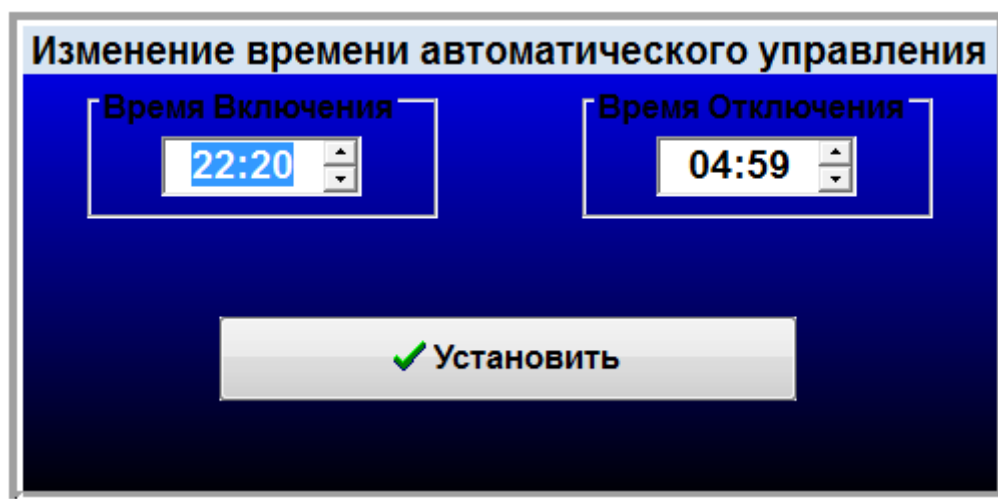 Изменение времени автоматического управления
Время Включения
Время Отключения
22:20
04:59
Установить